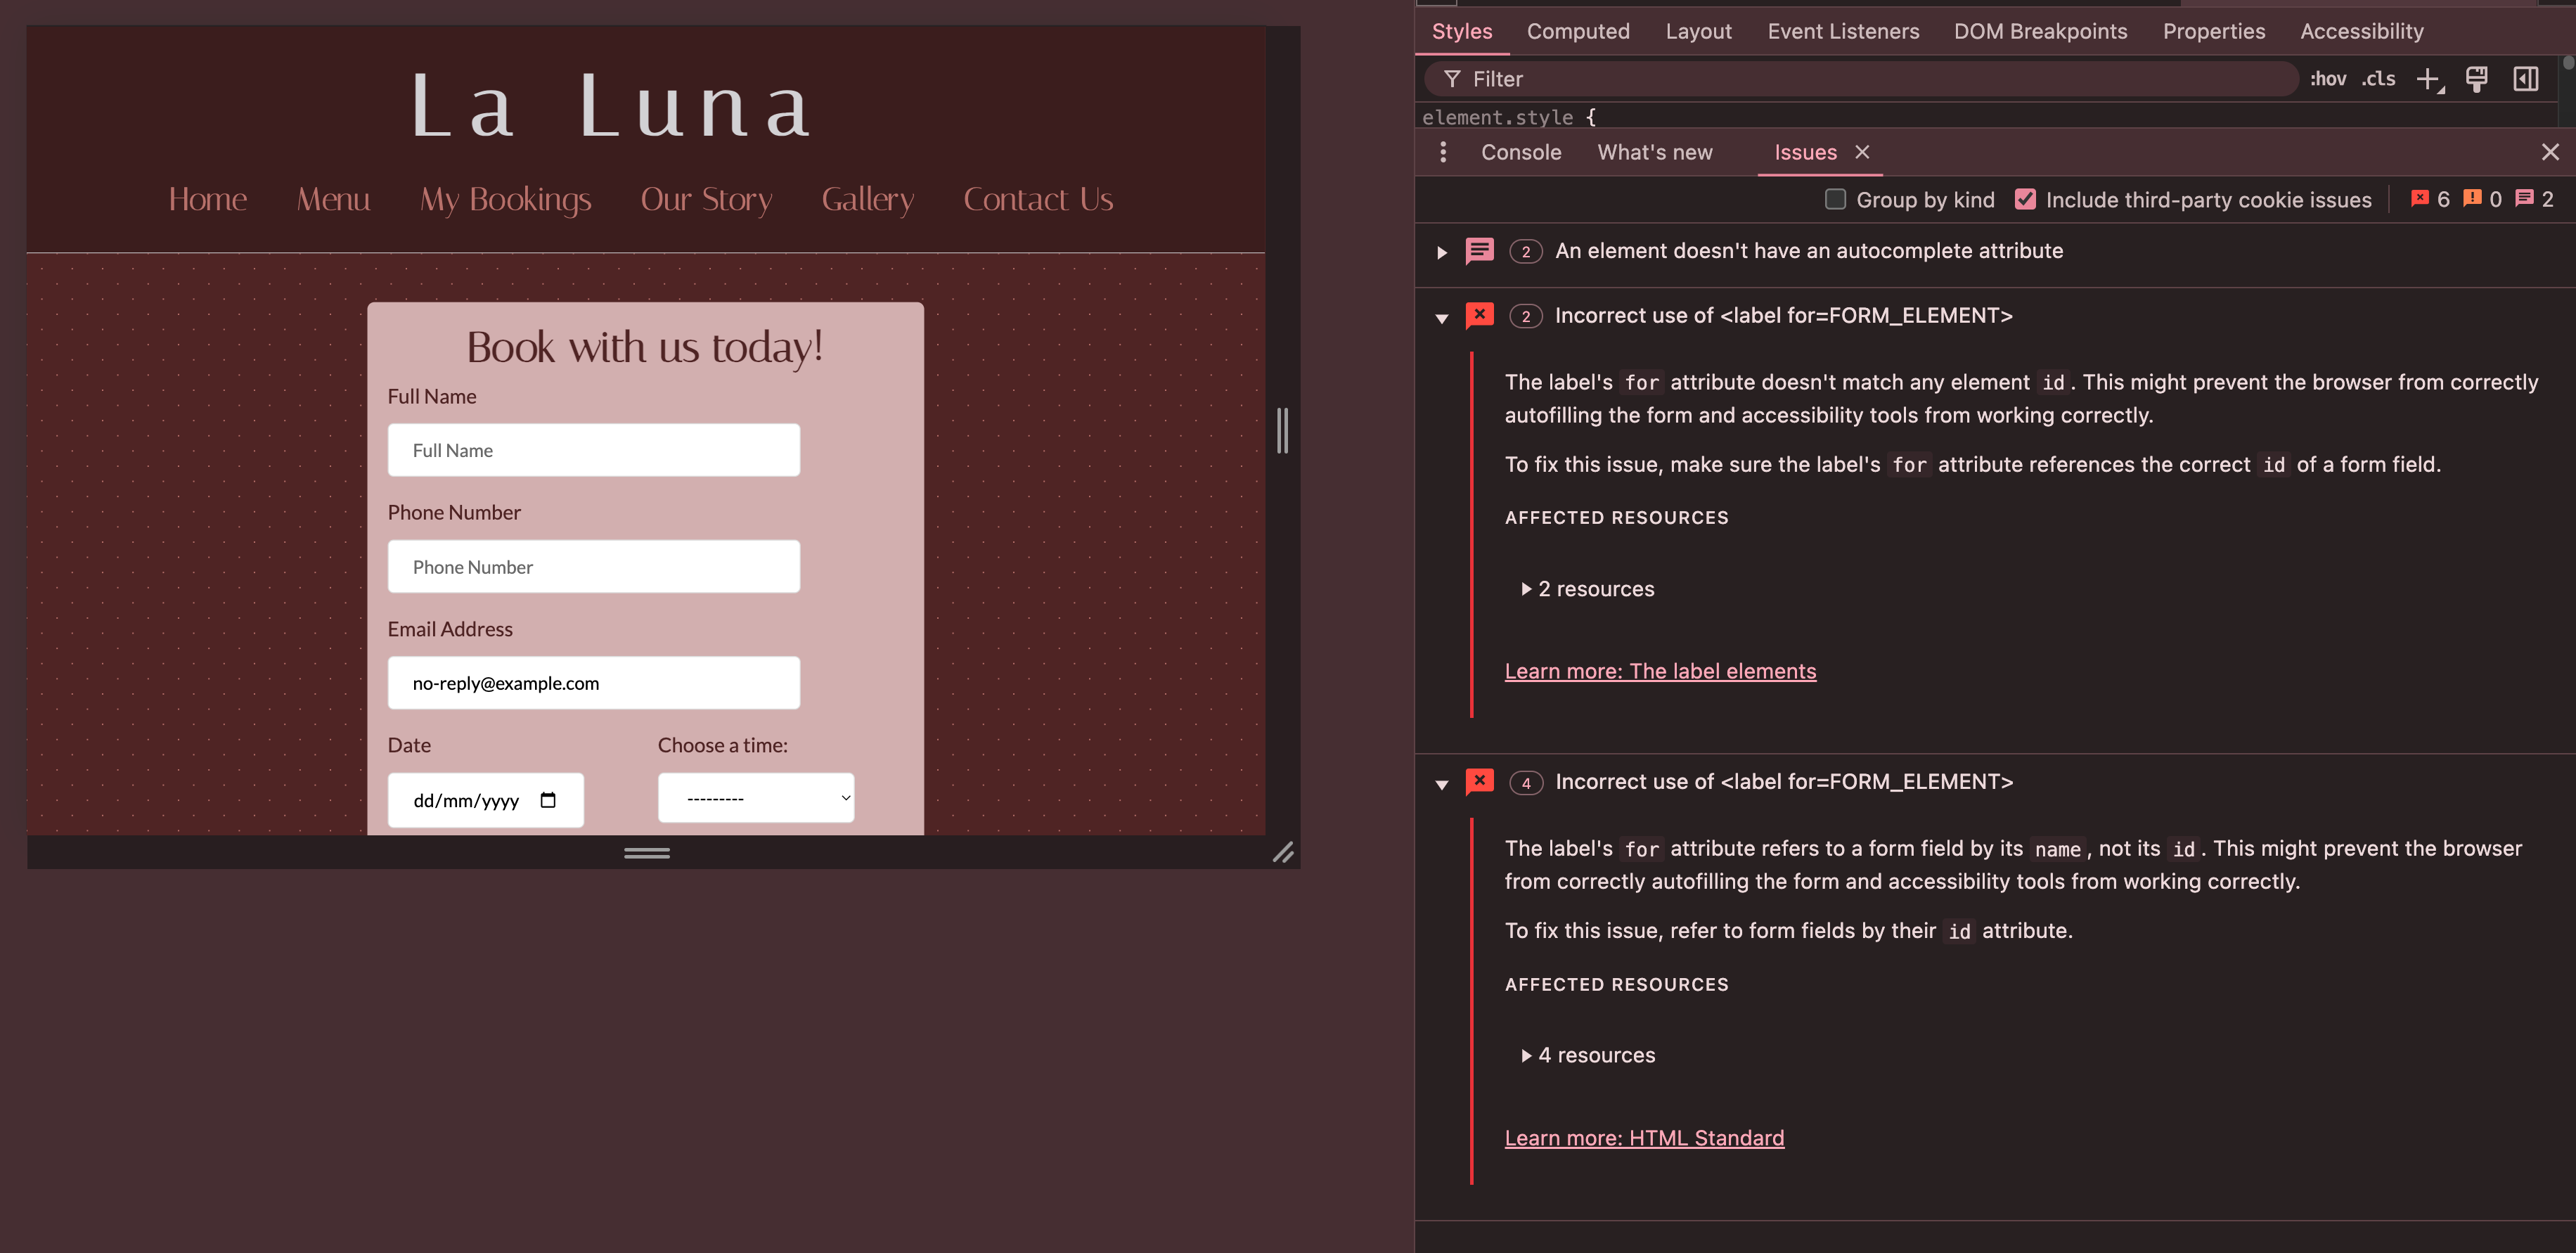 La Luna
Home Menu My Bookings Our Story Gallery Contact Us
Book with us today!
Full Name
Full Name
Phone Number
Phone Number
Email Address
no-reply@example.com
Date Choose a time:
dd/mm/yyyy ---------
Styles Computed Layout Event Listeners DOM Breakpoints Properties Accessibility
Filter :hov .cls
element.style {
Console What's new Issues
Group by kind Include third-party cookie issues 6 0 2
2 An element doesn't have an autocomplete attribute
2 Incorrect use of <label for=FORM_ELEMENT>
The label's for attribute doesn't match any element id. This might prevent the browser from correctly
autofilling the form and accessibility tools from working correctly.
To fix this issue, make sure the label's for attribute references the correct id of a form field.
AFFECTED RESOURCES
2 resources
Learn more: The label elements
4 Incorrect use of <label for=FORM_ELEMENT>
The label's for attribute refers to a form field by its name, not its id. This might prevent the browser
from correctly autofilling the form and accessibility tools from working correctly.
To fix this issue, refer to form fields by their id attribute.
AFFECTED RESOURCES
4 resources
Learn more: HTML Standard